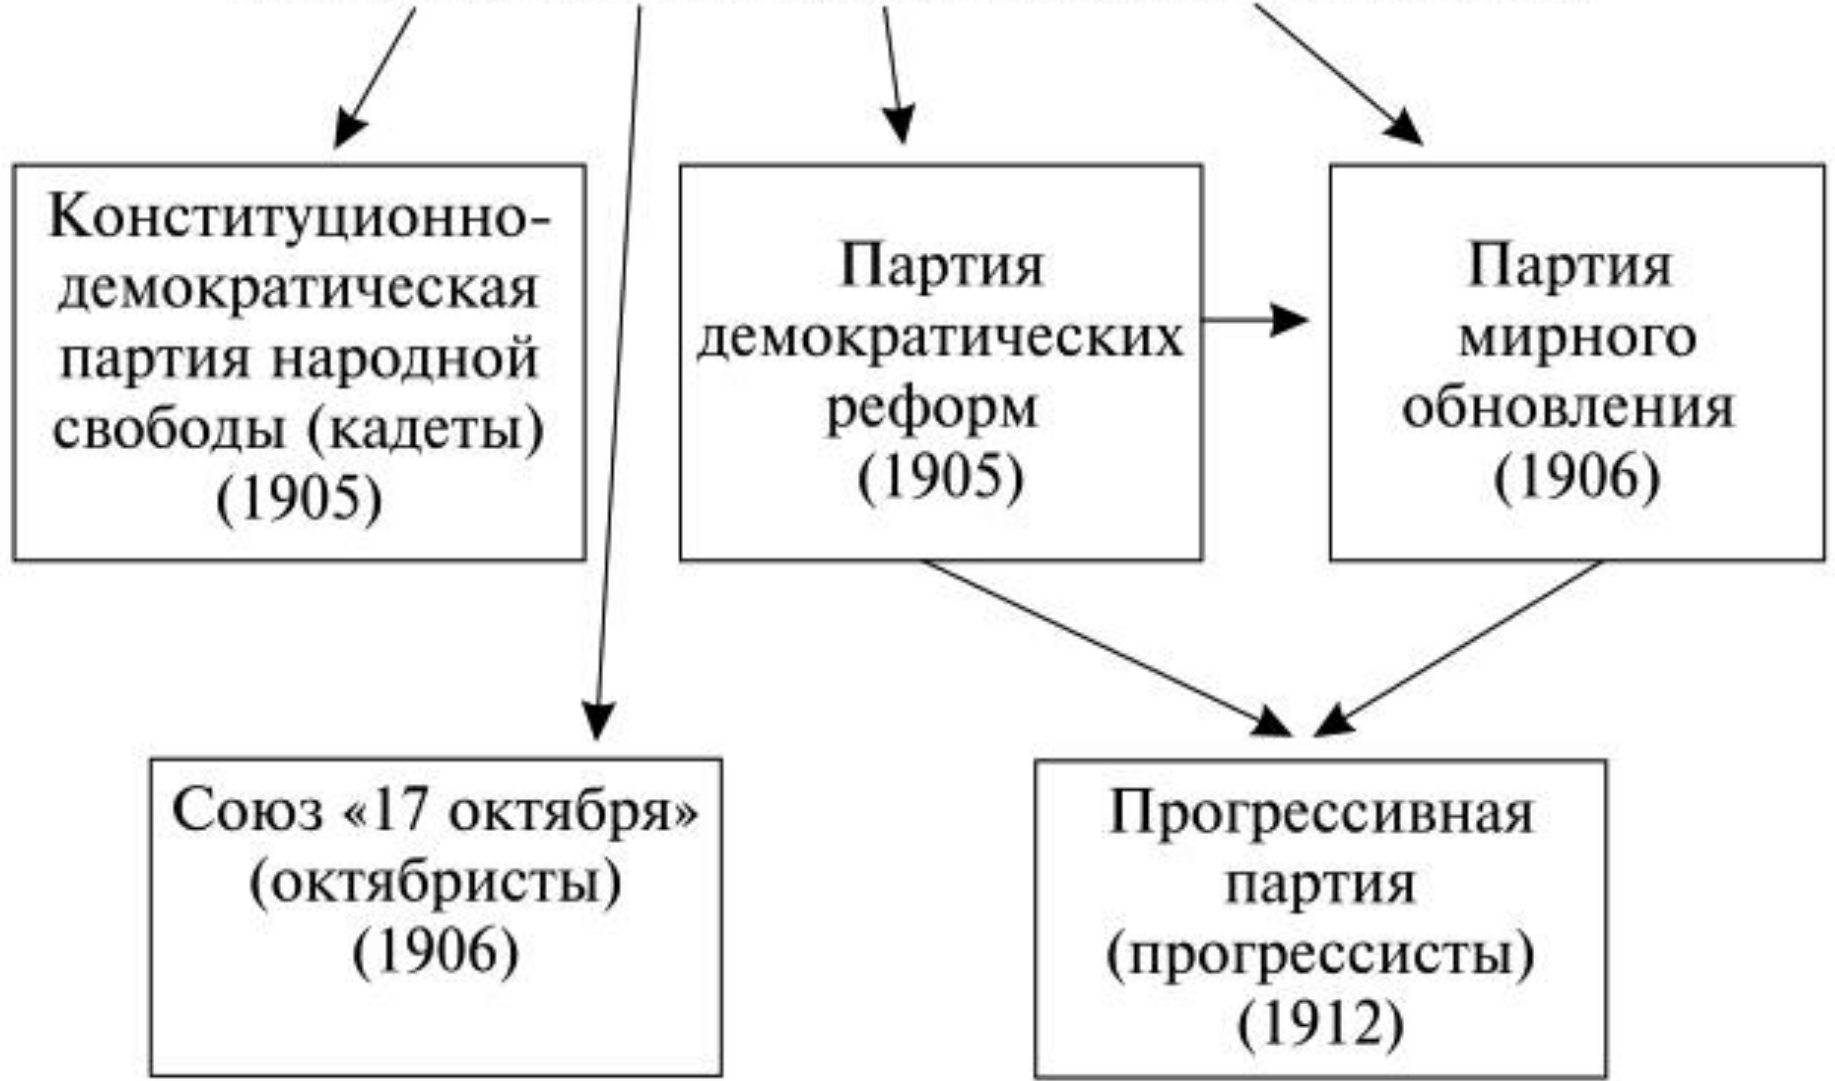 Конституционно-
демократическая
партия народной
свободы (кадеты)
(1905)
Партия
демократических
реформ
(1905)
Партия
мирного
обновления
(1906)
Союз «17 октября»
(октябристы)
(1906)
Прогрессивная
партия
(прогрессисты)
(1912)